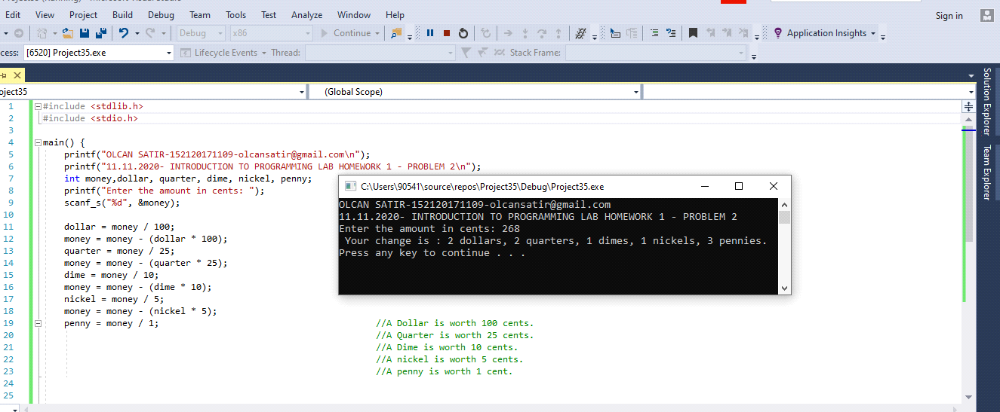 Edit View Project Build Debug Team Tools Test Analyze Window Help
Sign in
Debug x86 Continue Application Insights
cess: [6520] Project35.exe Lifecycle Events Thread: Stack Frame:
oject35 (Global Scope)
Solution Explorer
Team Explorer
1 #include <stdlib.h>
2 #include <stdio.h>
3
4 main() {
5 printf("OLCAN SATIR-152120171109-olcansatir@gmail.com\n");
6 printf("11.11.2020- INTRODUCTION TO PROGRAMMING LAB HOMEWORK 1 - PROBLEM 2\n");
7 int money,dollar, quarter, dime, nickel, penny;
8 printf("Enter the amount in cents: ");
9 scanf_s("%d", &money);
10
11 dollar = money / 100;
12 money = money - (dollar * 100);
13 quarter = money / 25;
14 money = money - (quarter * 25);
15 dime = money / 10;
16 money = money - (dime * 10);
17 nickel = money / 5;
18 money = money - (nickel * 5);
19 penny = money / 1; //A Dollar is worth 100 cents.
20 //A Quarter is worth 25 cents.
21 //A Dime is worth 10 cents.
22 //A nickel is worth 5 cents.
23 //A penny is worth 1 cent.
24
25
C:\Users\90541\source\repos\Project35\Debug\Project35.exe
OLCAN SATIR-152120171109-olcansatir@gmail.com
11.11.2020- INTRODUCTION TO PROGRAMMING LAB HOMEWORK 1 - PROBLEM 2
Enter the amount in cents: 268
Your change is : 2 dollars, 2 quarters, 1 dimes, 1 nickels, 3 pennies.
Press any key to continue . . .